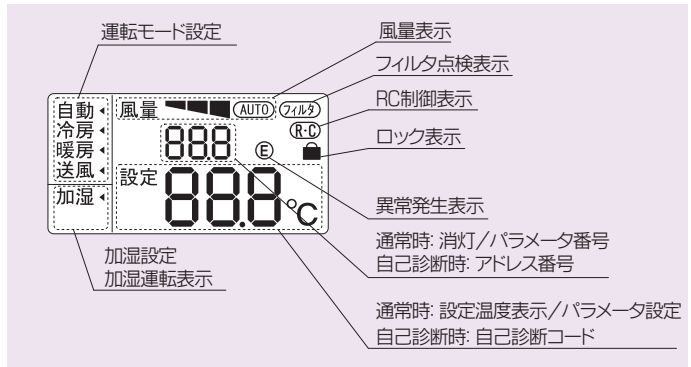 運転モード設定
風量表示
フィルタ点検表示
RC制御表示
ロック表示
自動
冷房
暖房
送風
加湿
風量
AUTO
フィルタ
R·C
88.8
E
設定
88.8℃
異常発生表示
通常時: 消灯/パラメータ番号
自己診断時: アドレス番号
加湿設定
加湿運転表示
通常時: 設定温度表示/パラメータ設定
自己診断時: 自己診断コード